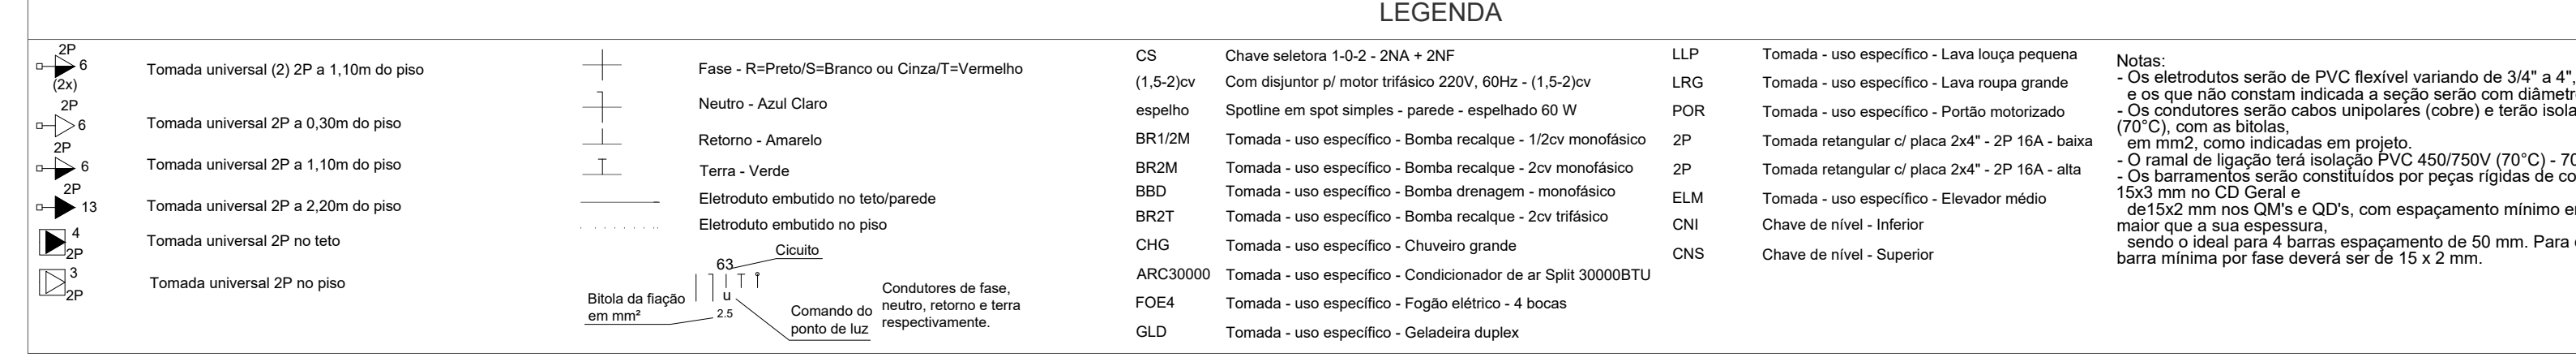 LEGENDA
2P
6
(2x)
Tomada universal (2) 2P a 1,10m do piso
2P
6
Tomada universal 2P a 0,30m do piso
2P
6
Tomada universal 2P a 1,10m do piso
2P
13
Tomada universal 2P a 2,20m do piso
4
2P
Tomada universal 2P no teto
3
2P
Tomada universal 2P no piso
Fase - R=Preto/S=Branco ou Cinza/T=Vermelho
Neutro - Azul Claro
Retorno - Amarelo
Terra - Verde
Eletroduto embutido no teto/parede
Eletroduto embutido no piso
Cicuito
63
u
2.5
Bitola da fiação
em mm²
Comando do
ponto de luz
Condutores de fase,
neutro, retorno e terra
respectivamente.
CS Chave seletora 1-0-2 - 2NA + 2NF
(1,5-2)cv Com disjuntor p/ motor trifásico 220V, 60Hz - (1,5-2)cv
espelho Spotline em spot simples - parede - espelhado 60 W
BR1/2M Tomada - uso específico - Bomba recalque - 1/2cv monofásico
BR2M Tomada - uso específico - Bomba recalque - 2cv monofásico
BBD Tomada - uso específico - Bomba drenagem - monofásico
BR2T Tomada - uso específico - Bomba recalque - 2cv trifásico
CHG Tomada - uso específico - Chuveiro grande
ARC30000 Tomada - uso específico - Condicionador de ar Split 30000BTU
FOE4 Tomada - uso específico - Fogão elétrico - 4 bocas
GLD Tomada - uso específico - Geladeira duplex
LLP Tomada - uso específico - Lava louça pequena
LRG Tomada - uso específico - Lava roupa grande
POR Tomada - uso específico - Portão motorizado
2P Tomada retangular c/ placa 2x4" - 2P 16A - baixa
2P Tomada retangular c/ placa 2x4" - 2P 16A - alta
ELM Tomada - uso específico - Elevador médio
CNI Chave de nível - Inferior
CNS Chave de nível - Superior
Notas:
- Os eletrodutos serão de PVC flexível variando de 3/4" a 4",
e os que não constam indicada a seção serão com diâmetr
- Os condutores serão cabos unipolares (cobre) e terão isola
(70°C), com as bitolas,
em mm2, como indicadas em projeto.
- O ramal de ligação terá isolação PVC 450/750V (70°C) - 70
- Os barramentos serão constituídos por peças rígidas de co
15x3 mm no CD Geral e
de15x2 mm nos QM's e QD's, com espaçamento mínimo e
maior que a sua espessura,
sendo o ideal para 4 barras espaçamento de 50 mm. Para
barra mínima por fase deverá ser de 15 x 2 mm.